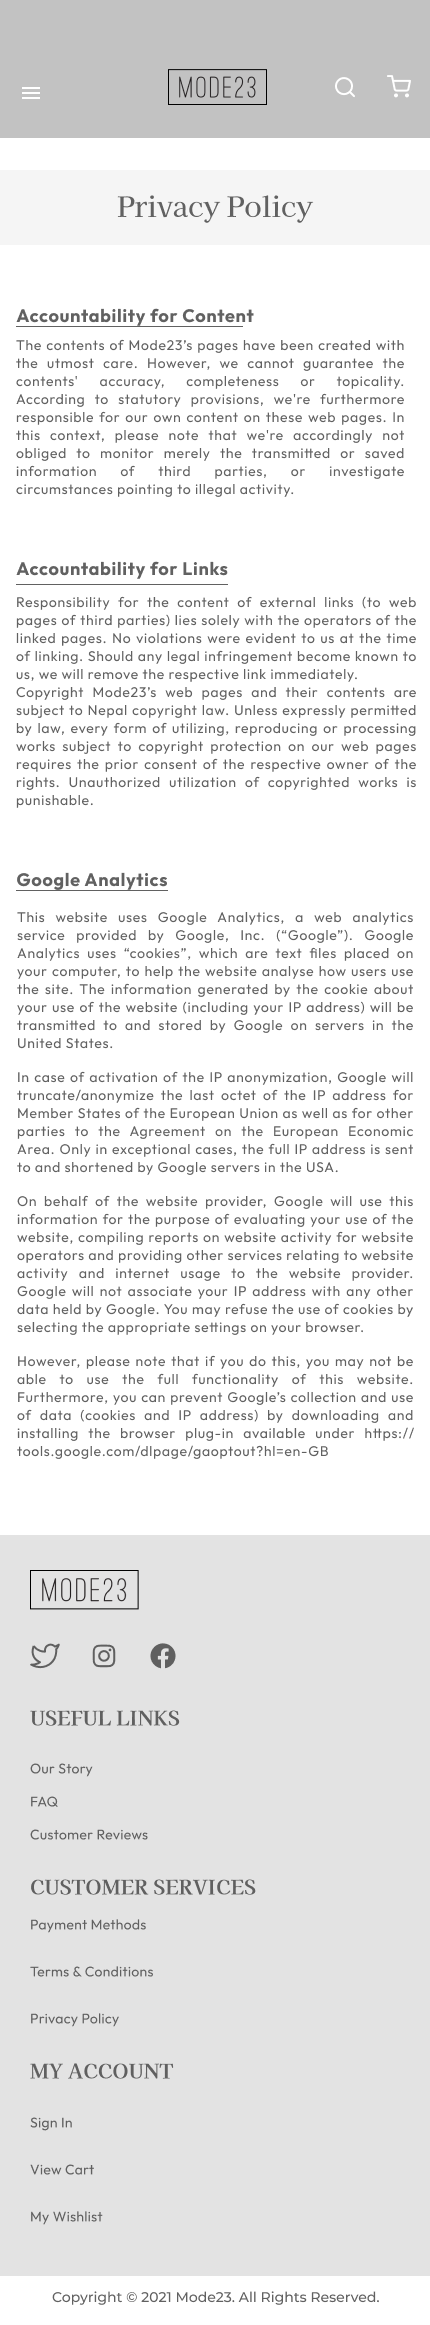 MODE23
Privacy Policy
Accountability for Content
The contents of Mode23’s pages have been created with
the utmost care. However, we cannot guarantee the
contents' accuracy, completeness or topicality.
According to statutory provisions, we're furthermore
responsible for our own content on these web pages. In
this context, please note that we're accordingly not
obliged to monitor merely the transmitted or saved
information of third parties, or investigate
circumstances pointing to illegal activity.
Accountability for Links
Responsibility for the content of external links (to web
pages of third parties) lies solely with the operators of the
linked pages. No violations were evident to us at the time
of linking. Should any legal infringement become known to
us, we will remove the respective link immediately.
Copyright Mode23’s web pages and their contents are
subject to Nepal copyright law. Unless expressly permitted
by law, every form of utilizing, reproducing or processing
works subject to copyright protection on our web pages
requires the prior consent of the respective owner of the
rights. Unauthorized utilization of copyrighted works is
punishable.
Google Analytics
This website uses Google Analytics, a web analytics
service provided by Google, Inc. (“Google”). Google
Analytics uses “cookies”, which are text files placed on
your computer, to help the website analyse how users use
the site. The information generated by the cookie about
your use of the website (including your IP address) will be
transmitted to and stored by Google on servers in the
United States.
In case of activation of the IP anonymization, Google will
truncate/anonymize the last octet of the IP address for
Member States of the European Union as well as for other
parties to the Agreement on the European Economic
Area. Only in exceptional cases, the full IP address is sent
to and shortened by Google servers in the USA.
On behalf of the website provider, Google will use this
information for the purpose of evaluating your use of the
website, compiling reports on website activity for website
operators and providing other services relating to website
activity and internet usage to the website provider.
Google will not associate your IP address with any other
data held by Google. You may refuse the use of cookies by
selecting the appropriate settings on your browser.
However, please note that if you do this, you may not be
able to use the full functionality of this website.
Furthermore, you can prevent Google’s collection and use
of data (cookies and IP address) by downloading and
installing the browser plug-in available under https://
tools.google.com/dlpage/gaoptout?hl=en-GB
MODE23
USEFUL LINKS
Our Story
FAQ
Customer Reviews
CUSTOMER SERVICES
Payment Methods
Terms & Conditions
Privacy Policy
MY ACCOUNT
Sign In
View Cart
My Wishlist
Copyright © 2021 Mode23. All Rights Reserved.